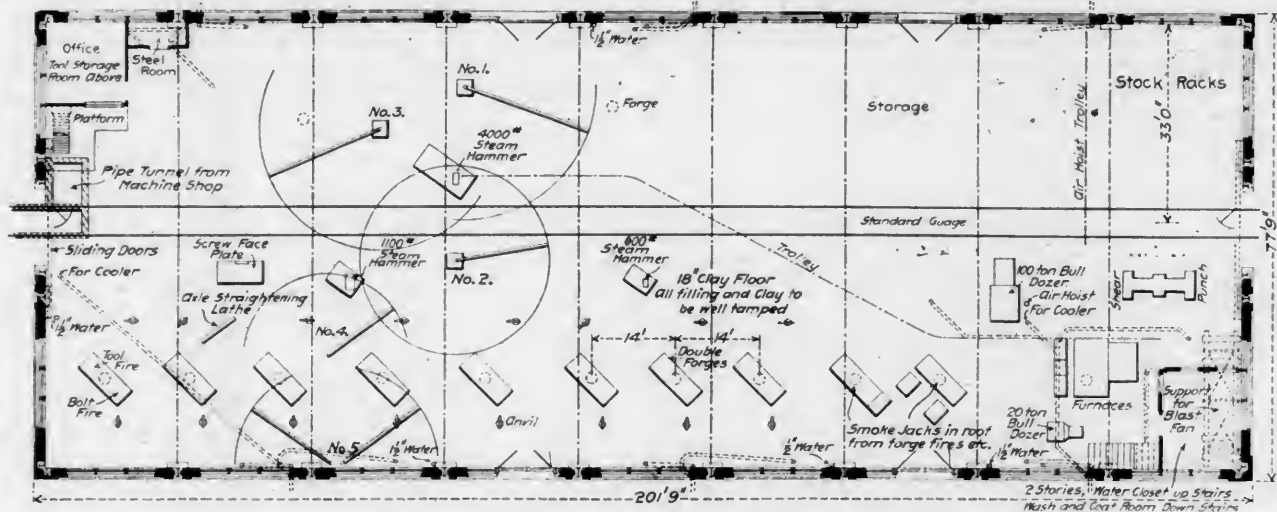 Office
Tool Storage
Room Above
Steel
Room
Platform
Pipe Tunnel from
Machine Shop
No.3.
No.1.
4000#
Steam
Hammer
Forge
1½" Water
Storage
Air Hoist Trolley
Stock Racks
33'0"
77'9"
Standard Guage
Sliding Doors
For Cooler
Screw Face
Plate
1100#
Steam
Hammer
No.2.
600#
Steam
Hammer
Trolley
18" Clay Floor
All filling and Clay to
be well tamped
100 ton Bull
Dozer
Air Hoist
For Cooler
Shear
Punch
Axle Straightening
Lathe
1½" Water
No.4.
14'
14'
Double
Forges
Tool
Fire
Bolt
Fire
Anvil
No.5
1½" Water
Smoke Jacks in roof
from forge fires etc.
½" Water
20 ton
Bull
Dozer
1½" Water
Furnaces
Support
for
Blast
Fan
201'9"
2 Stories, Water Closet up Stairs
Wash and Coat Room Down Stairs